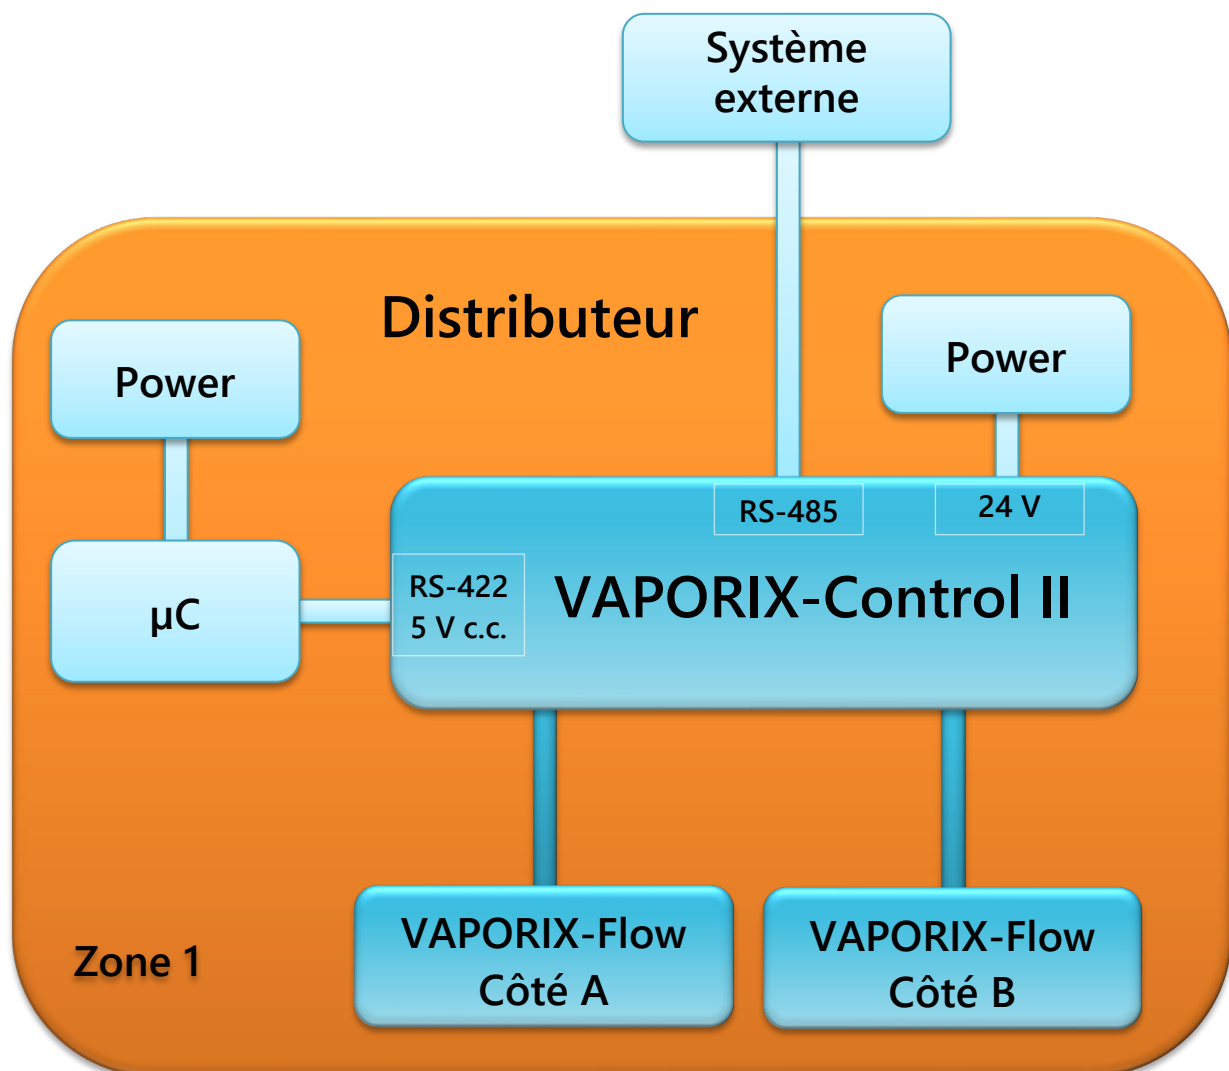 Système
externe
Distributeur
Power
Power
RS-485
24 V
µC
RS-422
5 V c.c.
VAPORIX-Control II
VAPORIX-Flow
Côté A
VAPORIX-Flow
Côté B
Zone 1